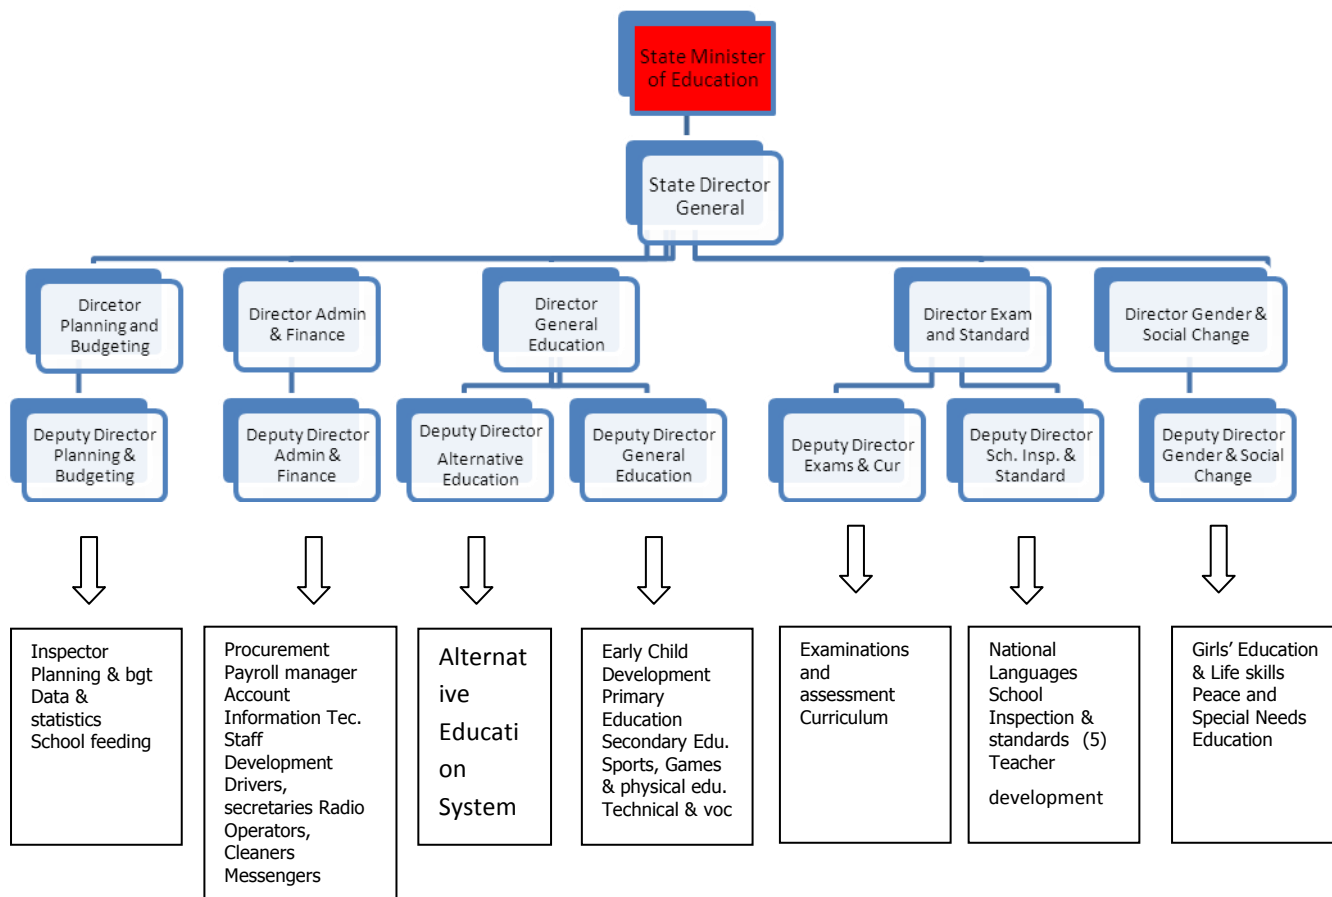 State Minister
of Education
State Director
General
Dircetor
Planning and
Budgeting
Director Admin
& Finance
Director
General
Education
Director Exam
and Standard
Director Gender &
Social Change
Deputy Director
Planning &
Budgeting
Deputy Director
Admin &
Finance
Deputy Director
Alternative
Education
Deputy Director
General
Education
Deputy Director
Exams & Cur
Deputy Director
Sch. Insp. &
Standard
Deputy Director
Gender & Social
Change
Inspector
Planning & bgt
Data &
statistics
School feeding
Procurement
Payroll manager
Account
Information Tec.
Staff
Development
Drivers,
secretaries Radio
Operators,
Cleaners
Messengers
Alternat
ive
Educati
on
System
Early Child
Development
Primary
Education
Secondary Edu.
Sports, Games
& physical edu.
Technical & voc
Examinations
and
assessment
Curriculum
National
Languages
School
Inspection &
standards (5)
Teacher
development
Girls’ Education
& Life skills
Peace and
Special Needs
Education